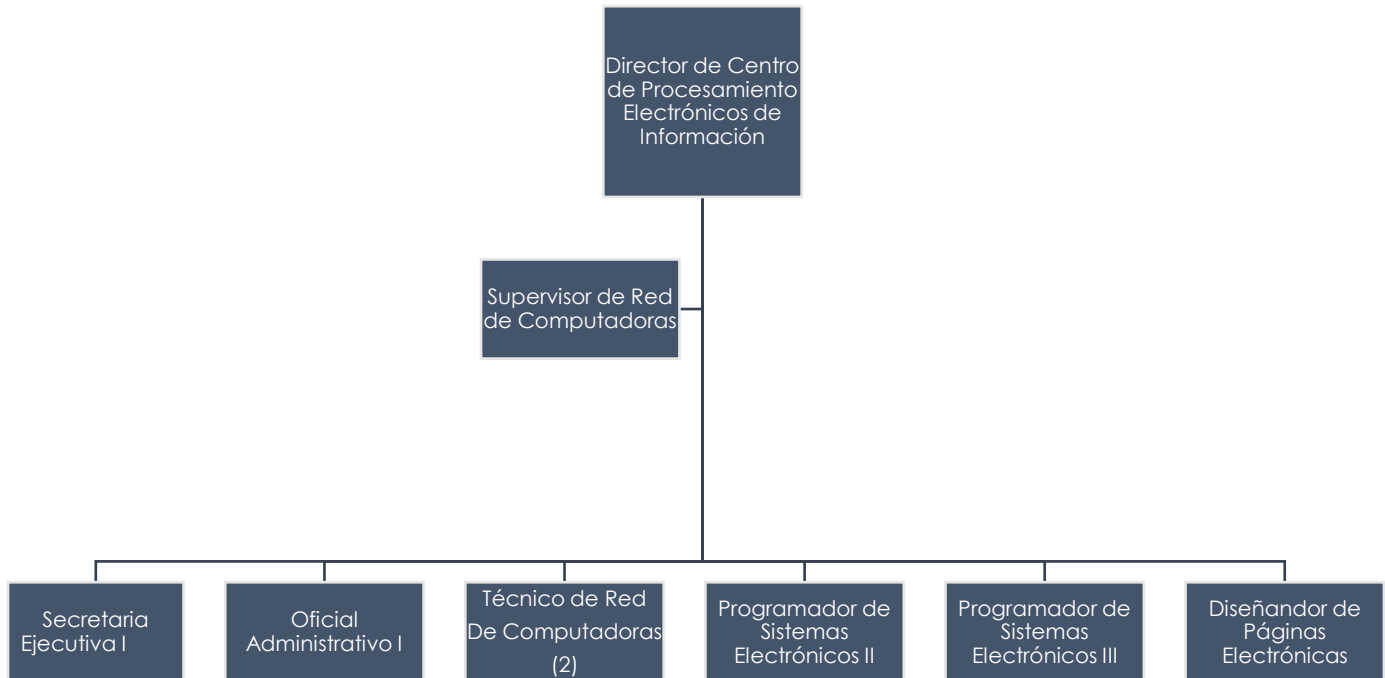 Director de Centro
de Procesamiento
Electrónicos de
Información
Supervisor de Red
de Computadoras
Secretaria
Ejecutiva I
Oficial
Administrativo I
Técnico de Red
De Computadoras
(2)
Programador de
Sistemas
Electrónicos II
Programador de
Sistemas
Electrónicos III
Diseñandor de
Páginas
Electrónicas